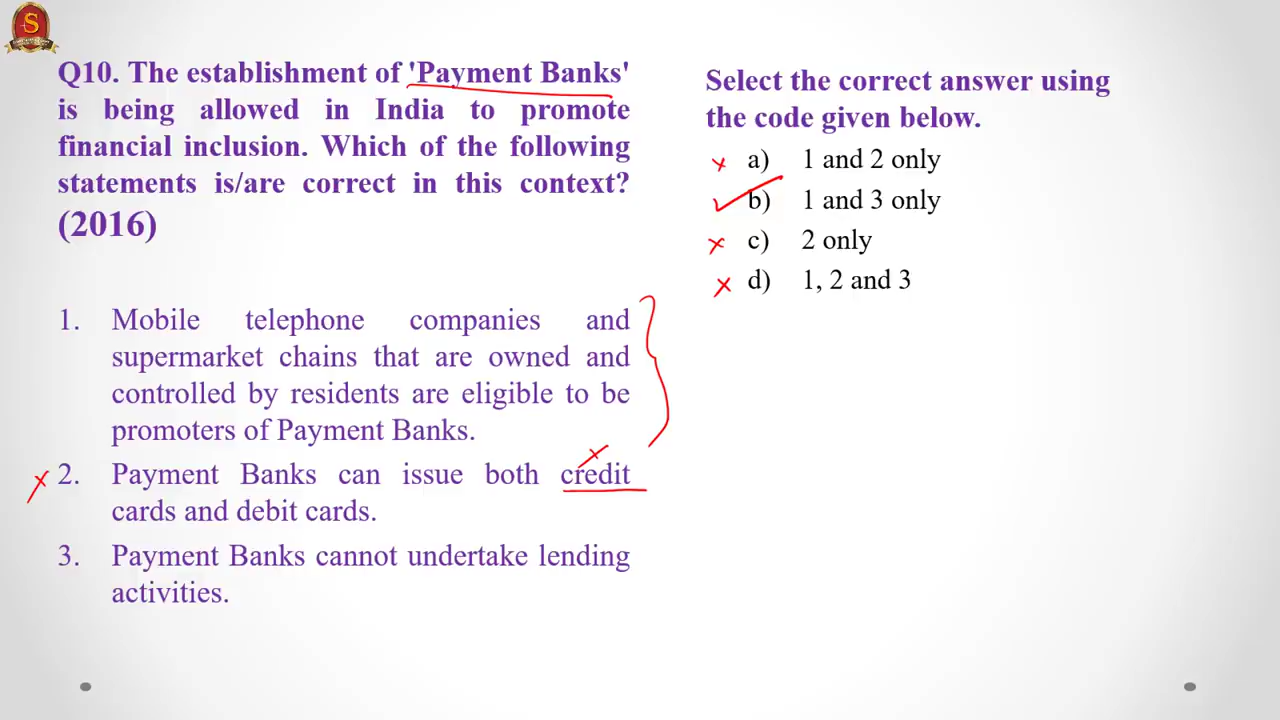 S
Q10. The establishment of 'Payment Banks'
is being allowed in India to promote
financial inclusion. Which of the following
statements is/are correct in this context?
(2016)
1. Mobile telephone companies and
supermarket chains that are owned and
controlled by residents are eligible to be
promoters of Payment Banks.
2. Payment Banks can issue both credit
cards and debit cards.
3. Payment Banks cannot undertake lending
activities.
Select the correct answer using
the code given below.
a) 1 and 2 only
b) 1 and 3 only
c) 2 only
d) 1, 2 and 3